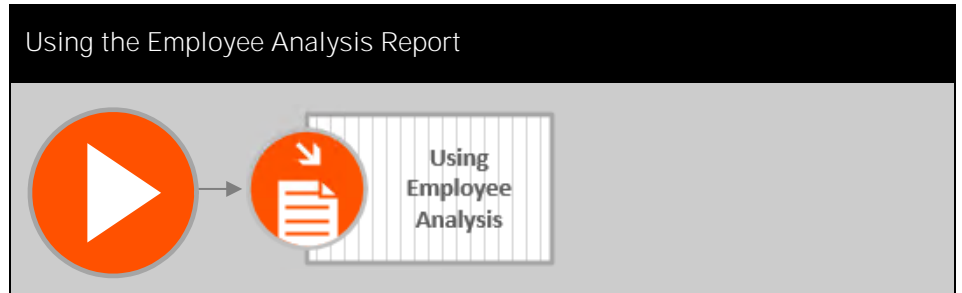 Using the Employee Analysis Report
Using
Employee
Analysis